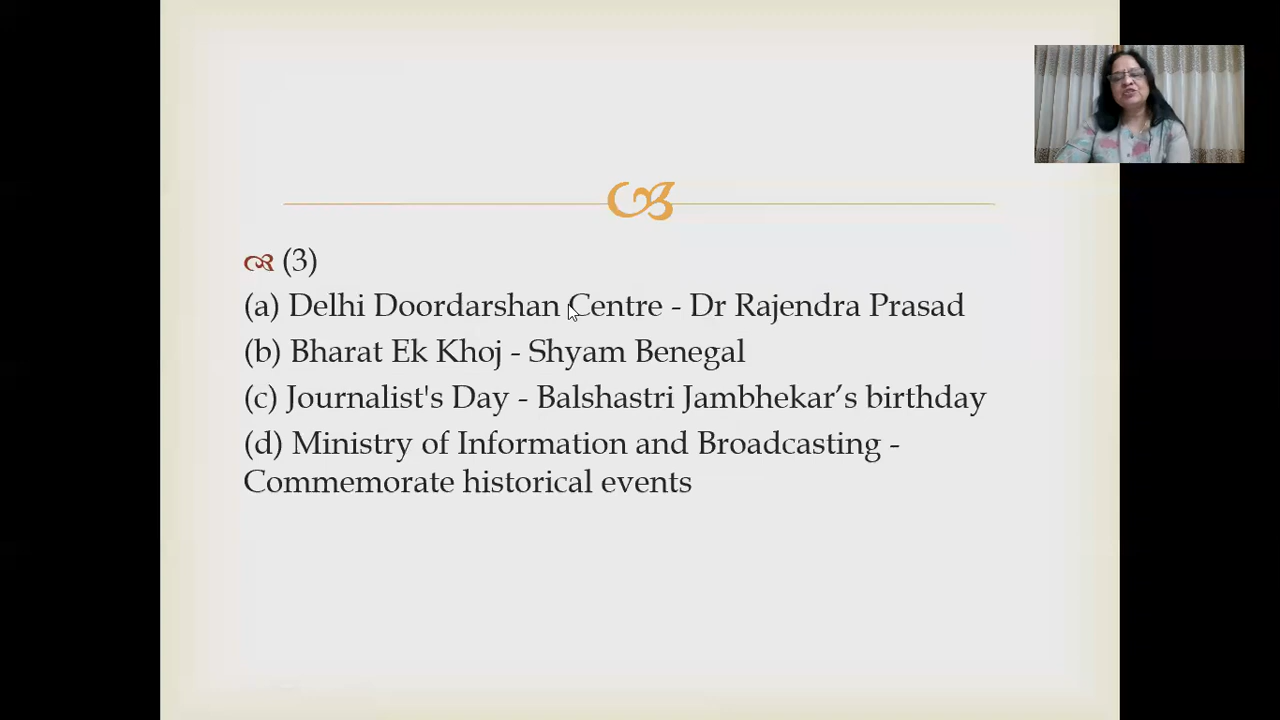 (3)
(a) Delhi Doordarshan Centre - Dr Rajendra Prasad
(b) Bharat Ek Khoj - Shyam Benegal
(c) Journalist's Day - Balshastri Jambhekar’s birthday
(d) Ministry of Information and Broadcasting -
Commemorate historical events